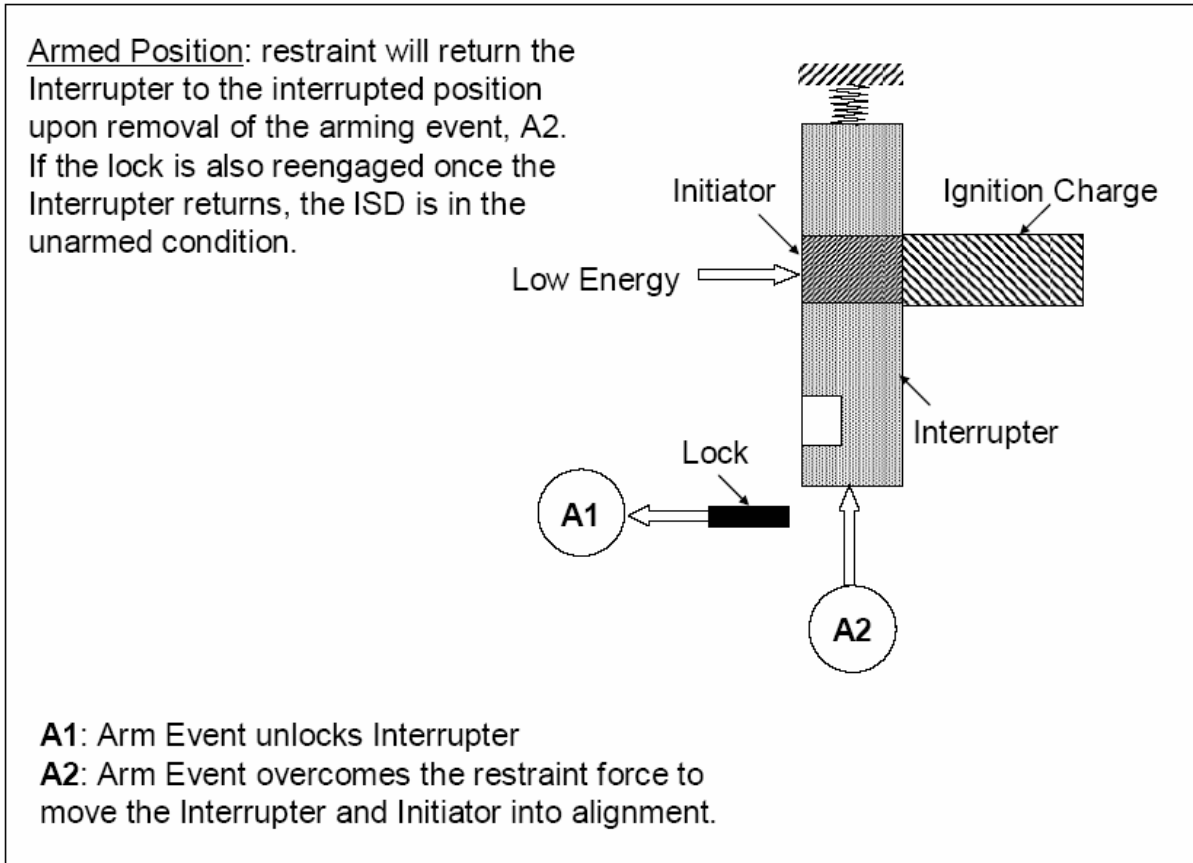 Armed Position: restraint will return the
Interrupter to the interrupted position
upon removal of the arming event, A2.
If the lock is also reengaged once the
Interrupter returns, the ISD is in the
unarmed condition.
Initiator
Ignition Charge
Low Energy
Interrupter
Lock
A1
A2
A1: Arm Event unlocks Interrupter
A2: Arm Event overcomes the restraint force to
move the Interrupter and Initiator into alignment.